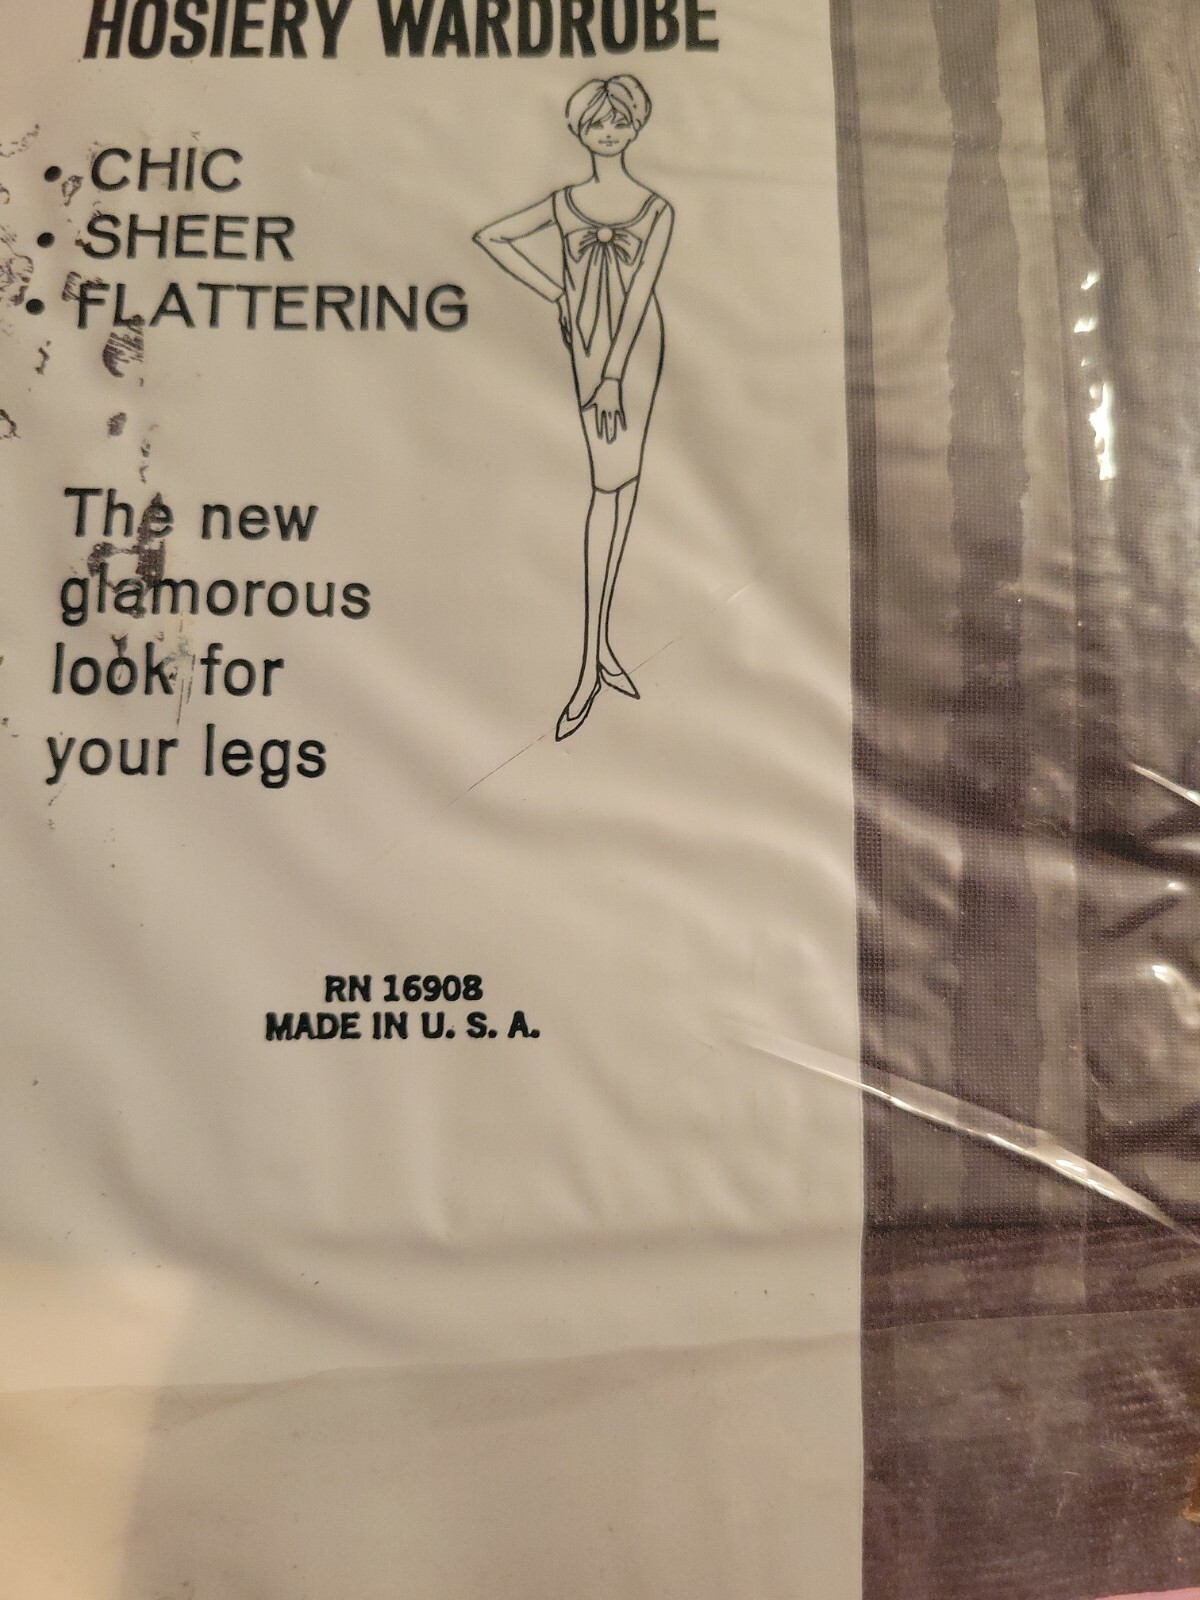 HOSIERY WARDROBE
• CHIC
• SHEER
• FLATTERING
The new
glamorous
look for
your legs
RN 16908
MADE IN U. S. A.